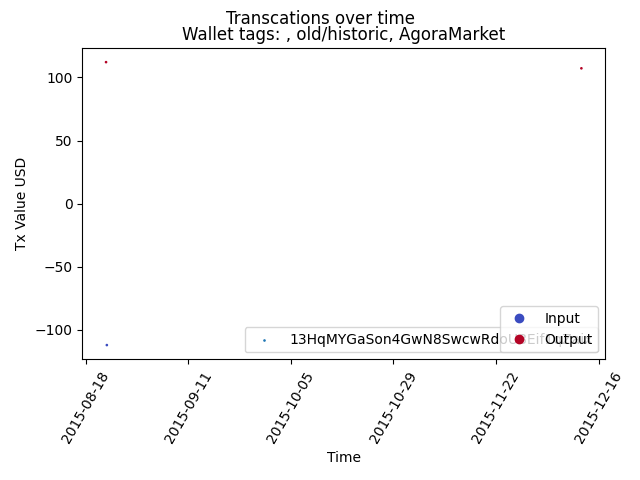 Transcations over time
Wallet tags: , old/historic, AgoraMarket
Tx Value USD
100
50
0
−50
−100
Input
Output
2015-08-18
2015-09-11
2015-10-05
2015-10-29
2015-11-22
2015-12-16
Time